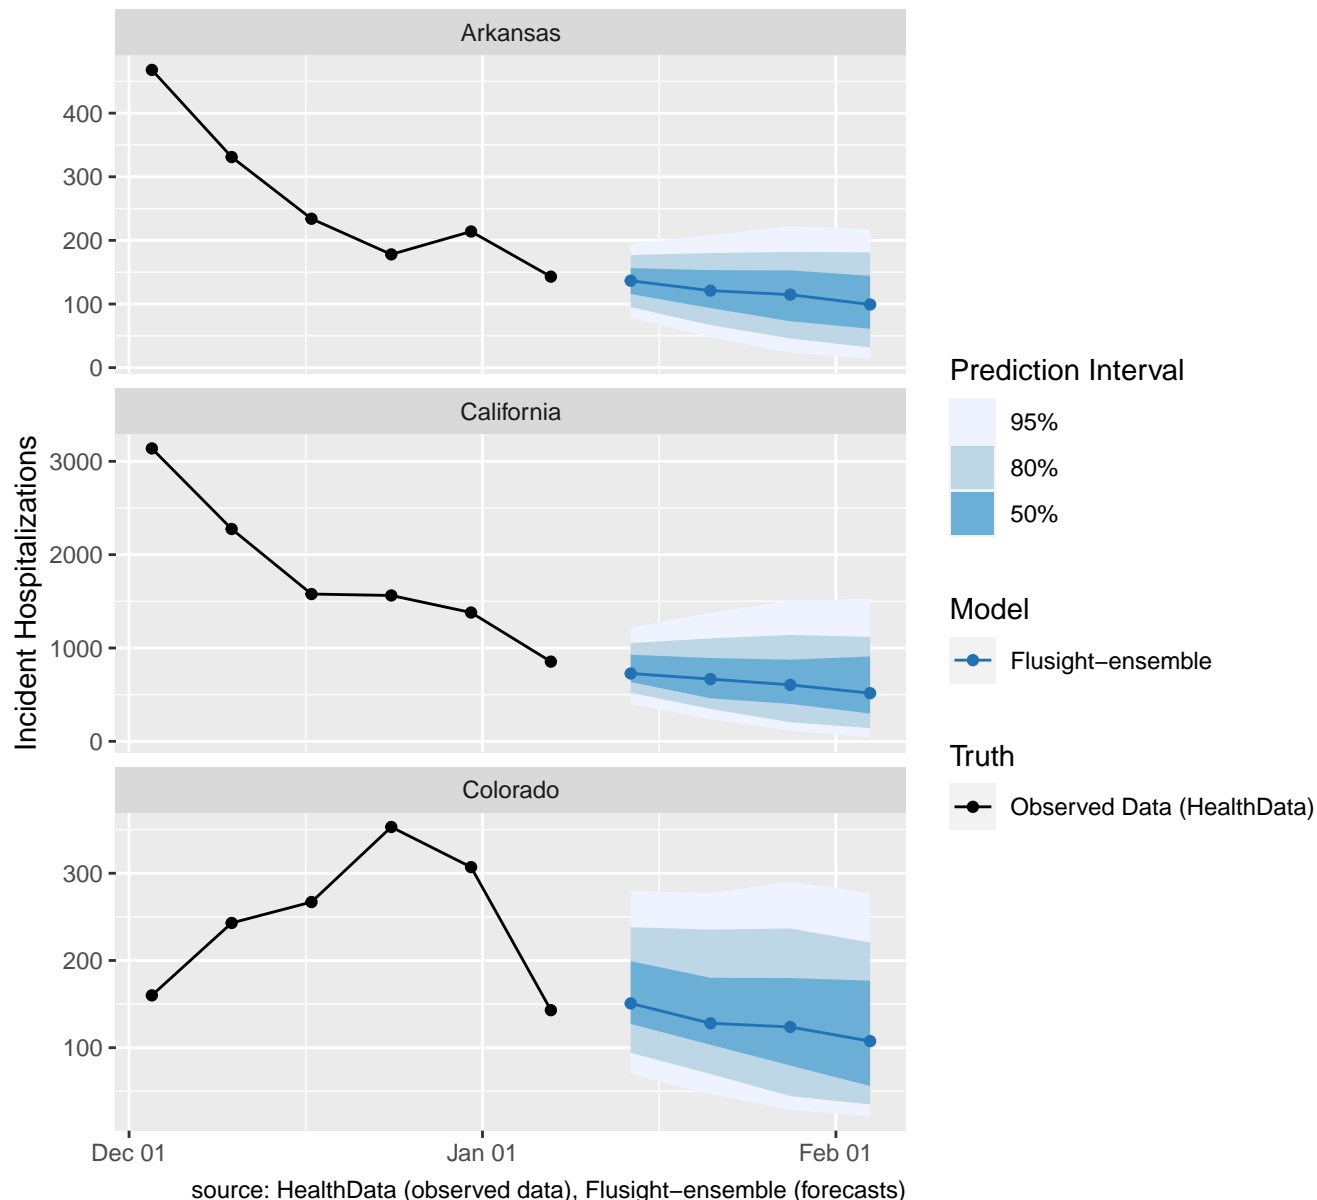 Arkansas
400
300
200
100
0
California
3000
2000
1000
0
Colorado
300
200
100
Dec 01
Jan 01
Feb 01
Incident Hospitalizations
source: HealthData (observed data), Flusight−ensemble (forecasts)
Prediction Interval
95%
80%
50%
Model
Flusight−ensemble
Truth
Observed Data (HealthData)